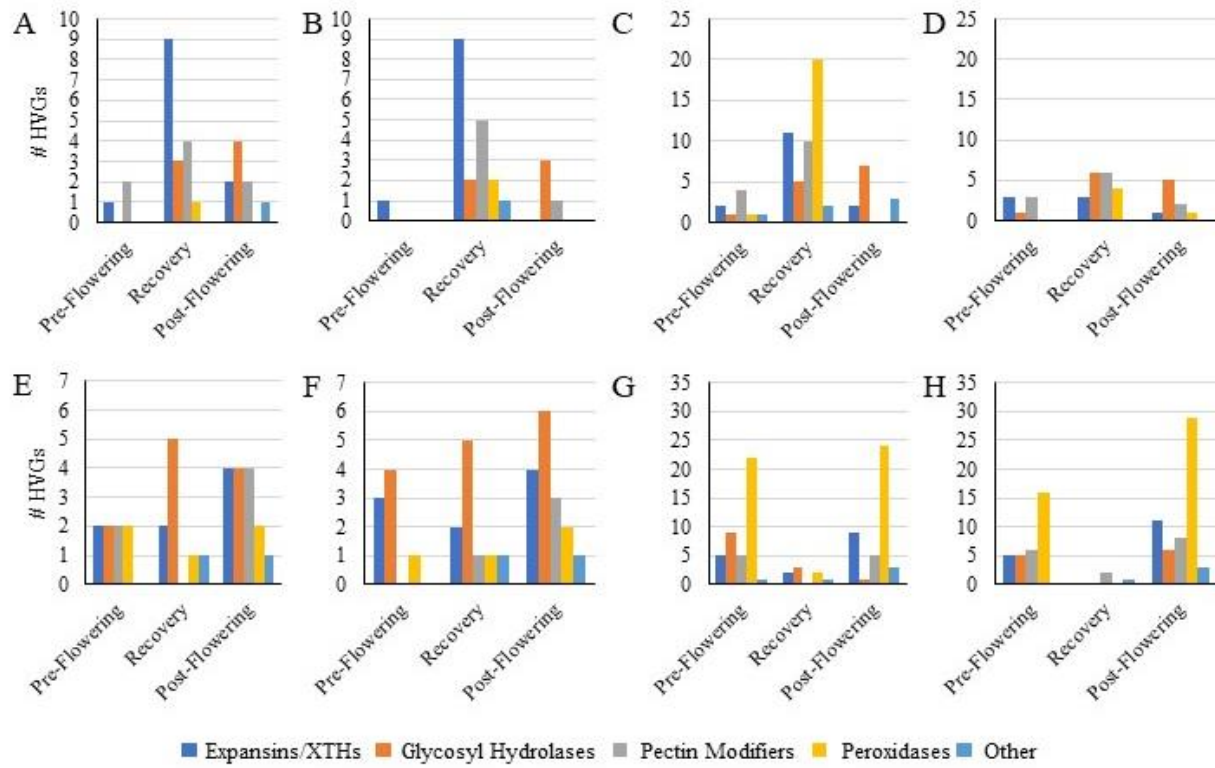 A
# HVGs
10
9
8
7
6
5
4
3
2
1
0
Pre-Flowering
Recovery
Post-Flowering
B
10
9
8
7
6
5
4
3
2
1
0
Pre-Flowering
Recovery
Post-Flowering
C
25
20
15
10
5
0
Pre-Flowering
Recovery
Post-Flowering
D
25
20
15
10
5
0
Pre-Flowering
Recovery
Post-Flowering
E
# HVGs
7
6
5
4
3
2
1
0
Pre-Flowering
Recovery
Post-Flowering
F
7
6
5
4
3
2
1
0
Pre-Flowering
Recovery
Post-Flowering
G
35
30
25
20
15
10
5
0
Pre-Flowering
Recovery
Post-Flowering
H
35
30
25
20
15
10
5
0
Pre-Flowering
Recovery
Post-Flowering
Expansins/XTHs Glycosyl Hydrolases Pectin Modifiers Peroxidases Other